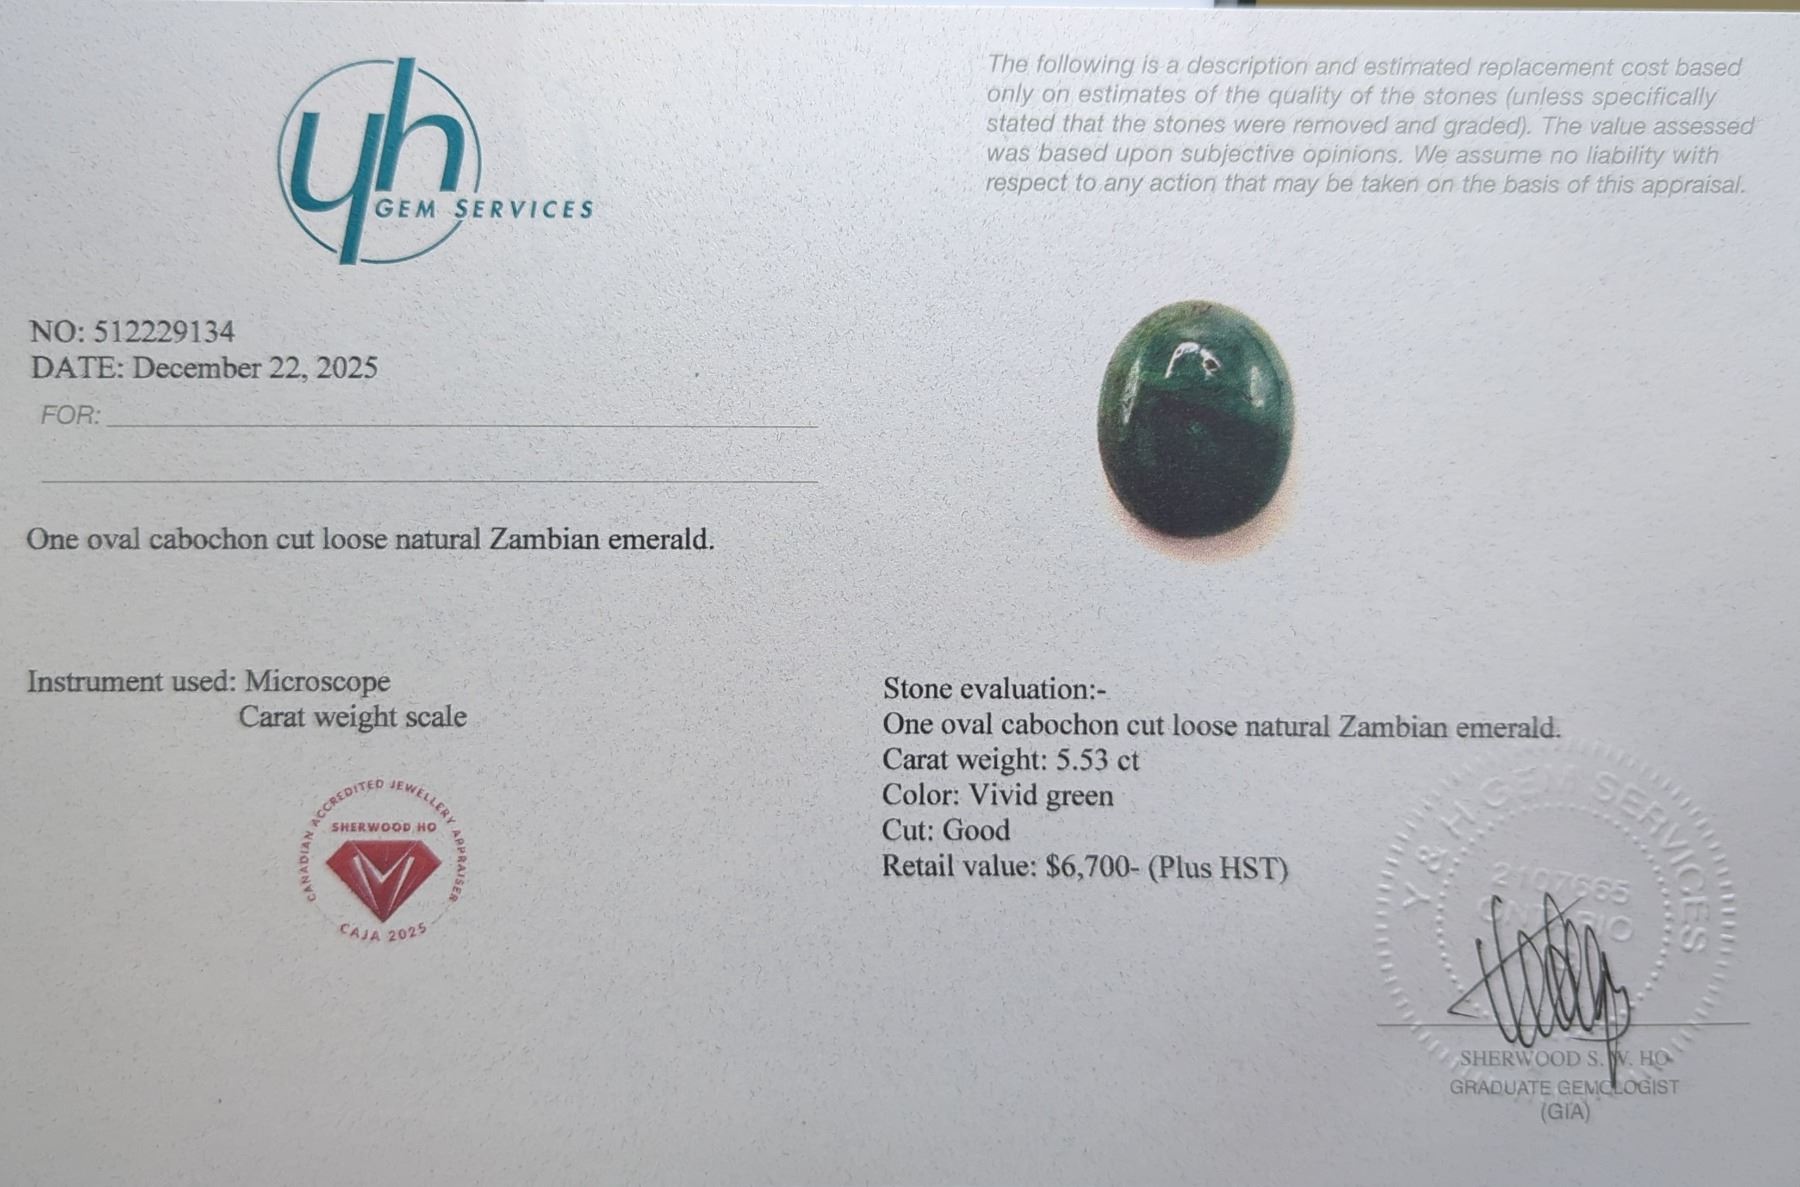 yh
GEM SERVICES
The following is a description and estimated replacement cost based
only on estimates of the quality of the stones (unless specifically
stated that the stones were removed and graded). The value assessed
was based upon subjective opinions. We assume no liability with
respect to any action that may be taken on the basis of this appraisal.
NO: 512229134
DATE: December 22, 2025
FOR:
One oval cabochon cut loose natural Zambian emerald.
Instrument used: Microscope
Carat weight scale
CANADIAN ACCREDITED JEWELLERY APPRAISER
SHERWOOD HO
CAJA 2025
Stone evaluation:-
One oval cabochon cut loose natural Zambian emerald.
Carat weight: 5.53 ct
Color: Vivid green
Cut: Good
Retail value: $6,700- (Plus HST)
Y & H GEM SERVICES
2107665
ONTARIO
SHERWOOD S. W. HO
GRADUATE GEMOLOGIST
(GIA)